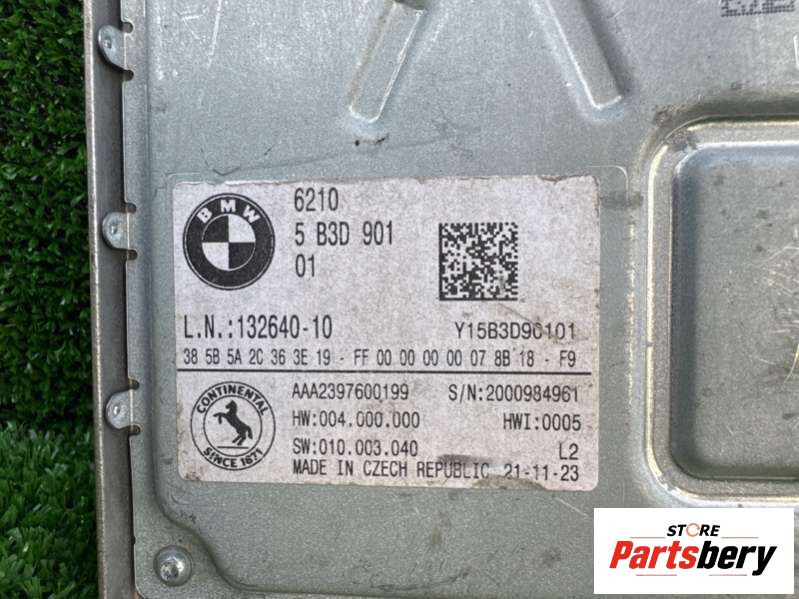 BMW
6210
5 B3D 901
01
L.N.:132640-10
Y15B3D90101
38 5B 5A 2C 36 3E 19 - FF 00 00 00 00 07 8B 18 - F9
CONTINENTAL
SINCE 1871
AAA2397600199
S/N:2000984961
HW:004.000.000
HWI:0005
SW:010.003.040
L2
MADE IN CZECH REPUBLIC
21-11-23
STORE
Partsbery